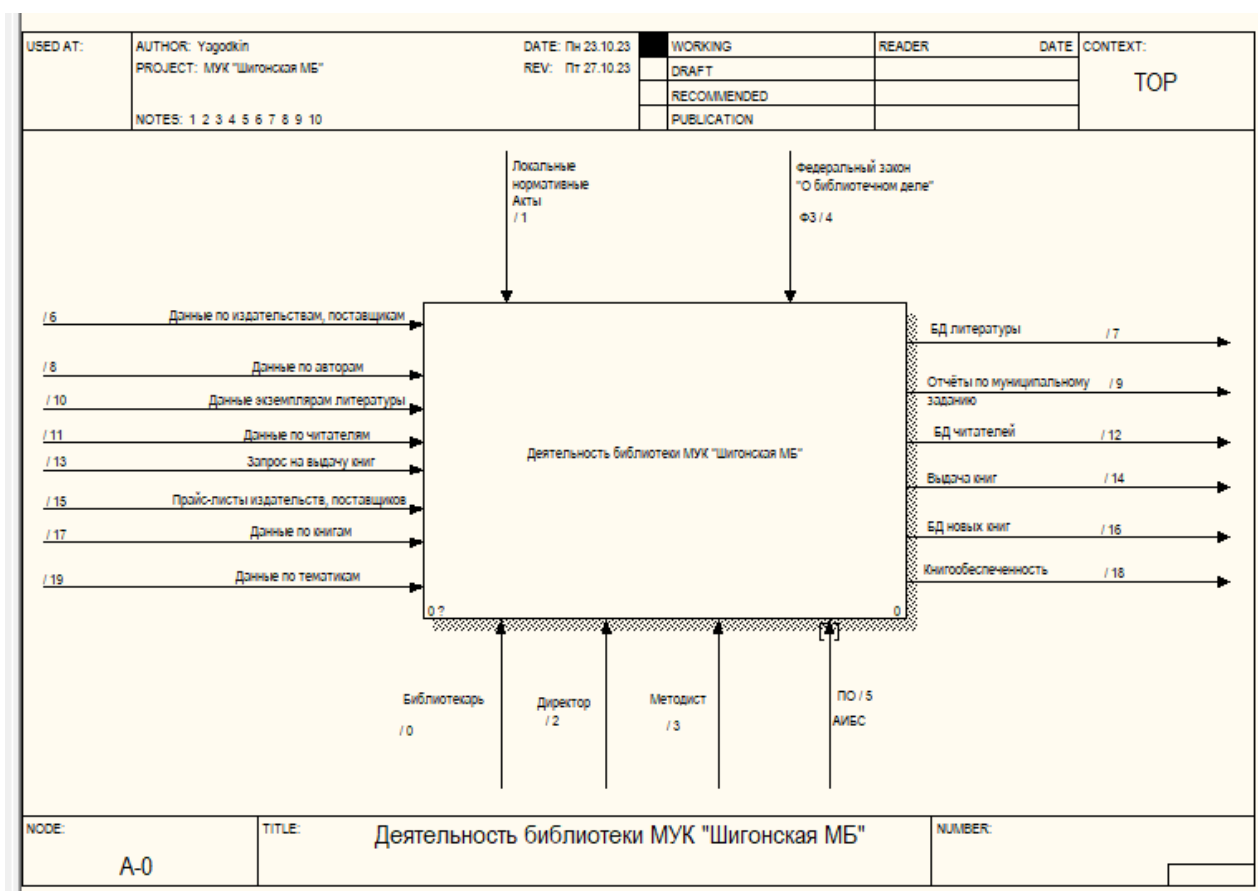 USED AT:
AUTHOR: Yagodkin
DATE: Пн 23.10.23
WORKING
READER
DATE
CONTEXT:
PROJECT: МУК "Шигонская МБ"
REV: Пт 27.10.23
DRAFT
TOP
RECOMMENDED
NOTES: 1 2 3 4 5 6 7 8 9 10
PUBLICATION
Локальные
нормативные
Акты
/ 1
Федеральный закон
"О библиотечном деле"
ФЗ / 4
/ 6 Данные по издательствам, поставщикам
/ 8 Данные по авторам
/ 10 Данные экземплярам литературы
/ 11 Данные по читателям
/ 13 Запрос на выдачу книг
/ 15 Прайс-листы издательств, поставщиков
/ 17 Данные по книгам
/ 19 Данные по тематикам
Деятельность библиотеки МУК "Шигонская МБ"
0 ?
0
БД литературы / 7
Отчёты по муниципальному / 9
заданию
БД читателей / 12
Выдача книг / 14
БД новых книг / 16
Книгообеспеченность / 18
Библиотекарь
/ 0
Директор
/ 2
Методист
/ 3
ПО / 5
АИБС
NODE:
A-0
TITLE:
Деятельность библиотеки МУК "Шигонская МБ"
NUMBER: